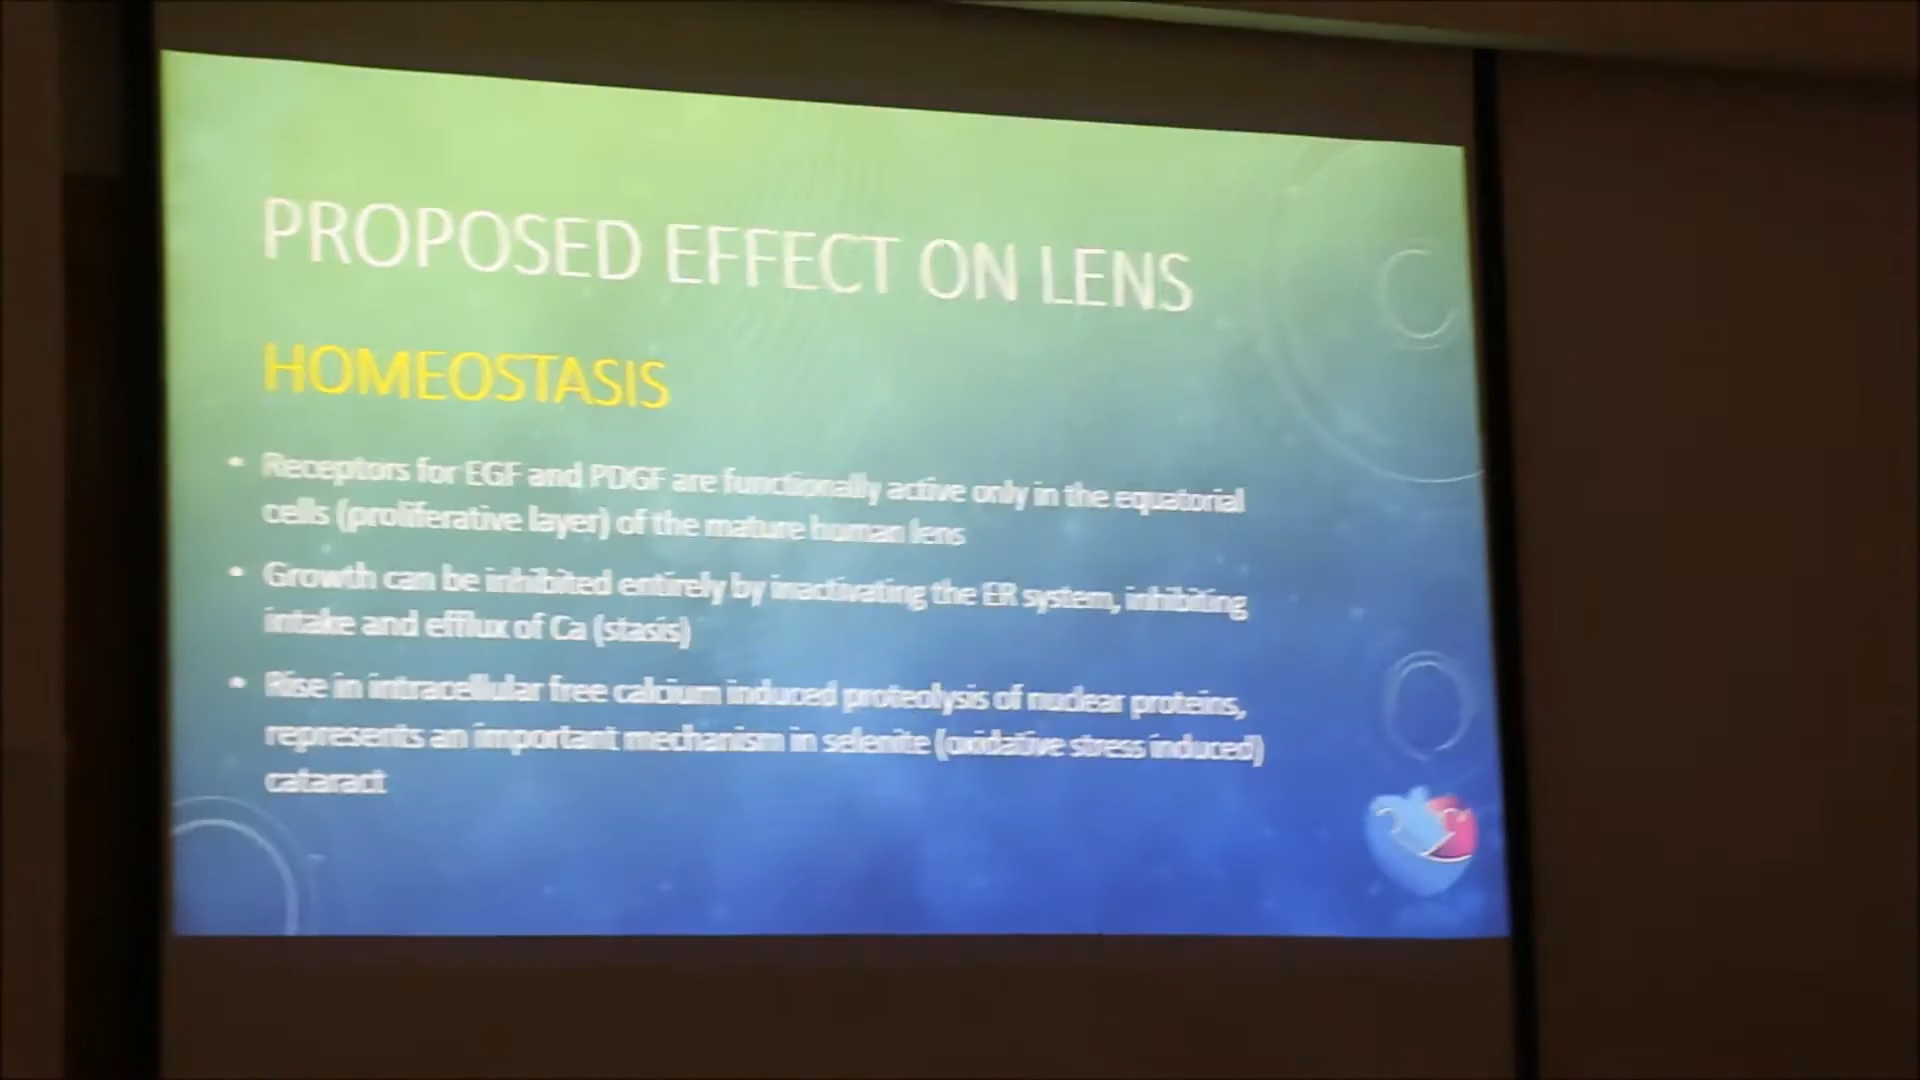 PROPOSED EFFECT ON LENS
HOMEOSTASIS
• Receptors for EGF and PDGF are functionally active only in the equatorial
cells (proliferative layer) of the mature human lens
• Growth can be inhibited entirely by inactivating the ER system, inhibiting
intake and efflux of Ca (stasis)
• Rise in intracellular free calcium induced proteolysis of nuclear proteins,
represents an important mechanism in selenite (oxidative stress induced)
cataract